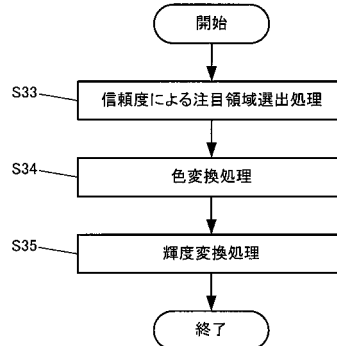 開始
S33
信頼度による注目領域選出処理
S34
色変換処理
S35
輝度変換処理
終了